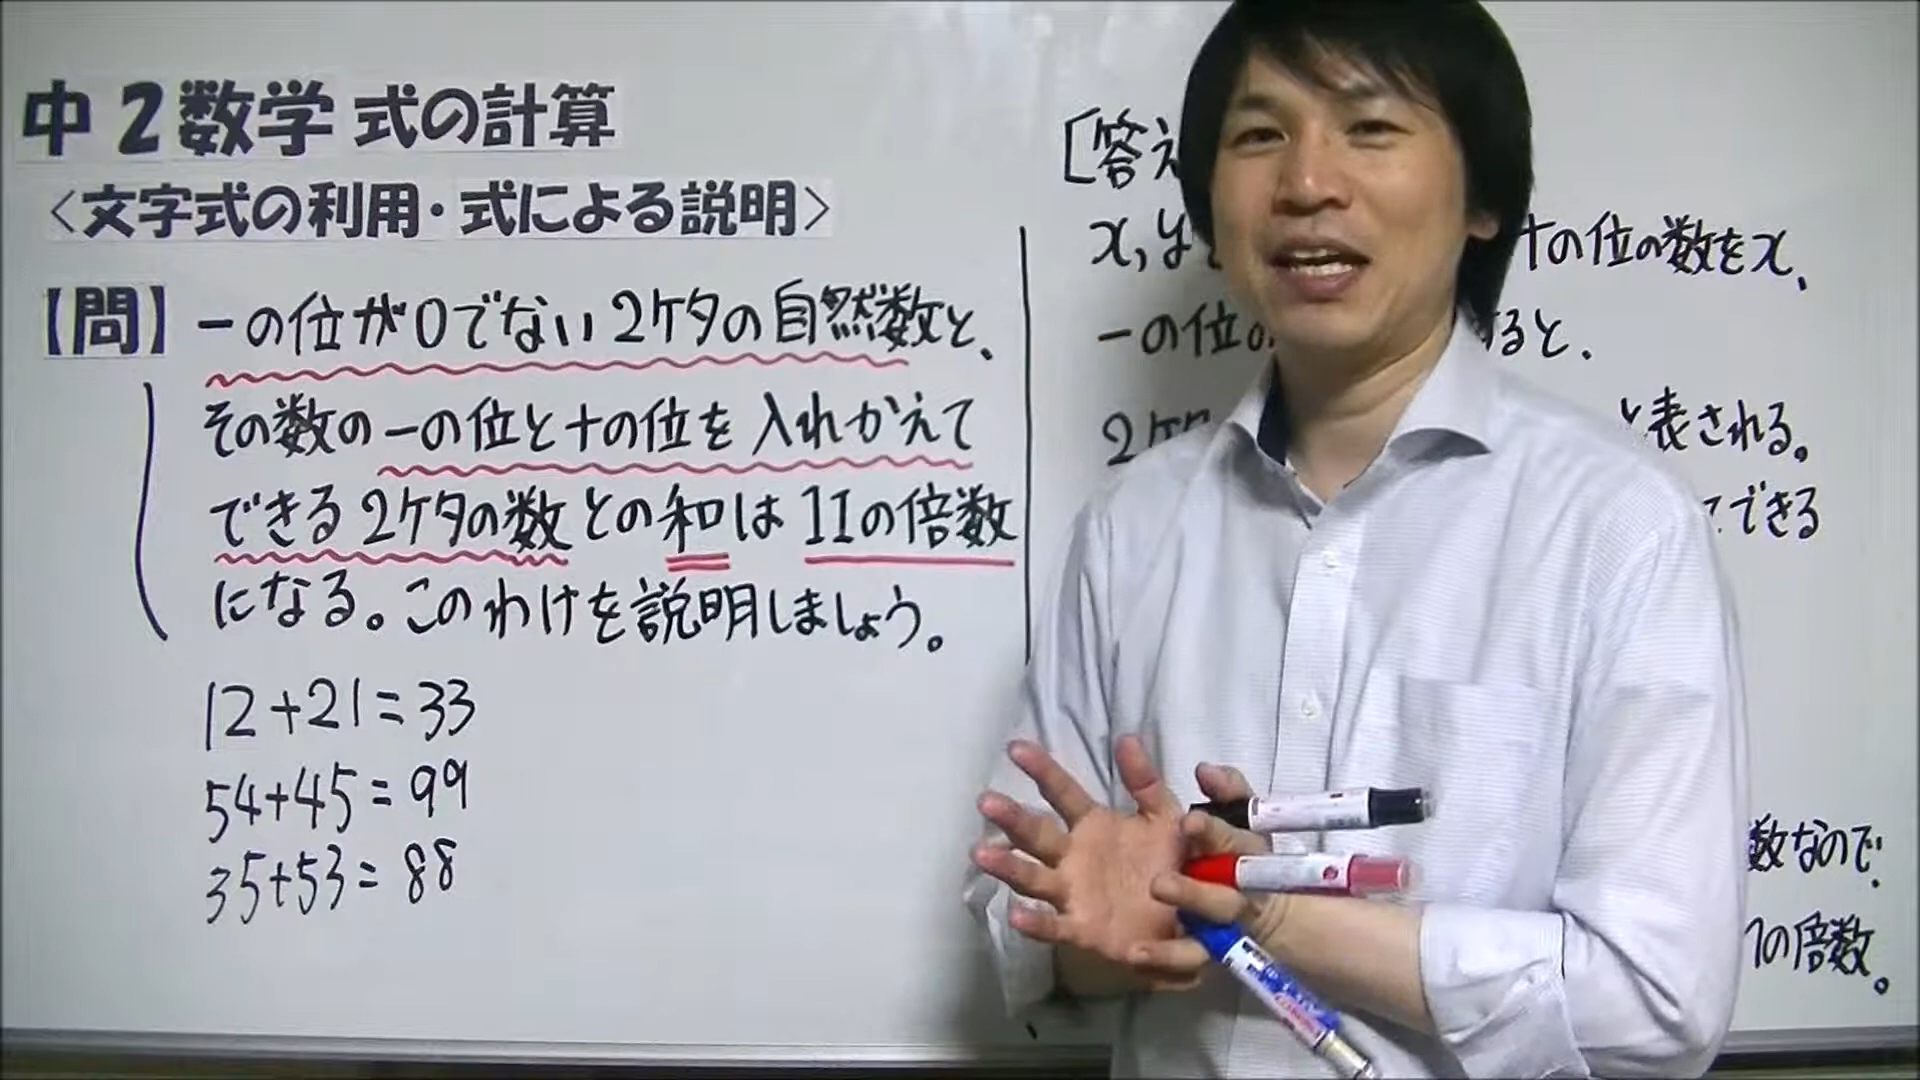 中2数学 式の計算
<文字式の利用・式による説明>
【問】一の位が0でない2ケタの自然数と、
その数の一の位と十の位を入れかえて
できる2ケタの数との和は11の倍数
になる。このわけを説明しましょう。
12+21=33
54+45=99
35+53=88
[答え
x,y 十の位の数をx、
一の位の すると、
2ケタ と表される。
できる
数なので、
の倍数。